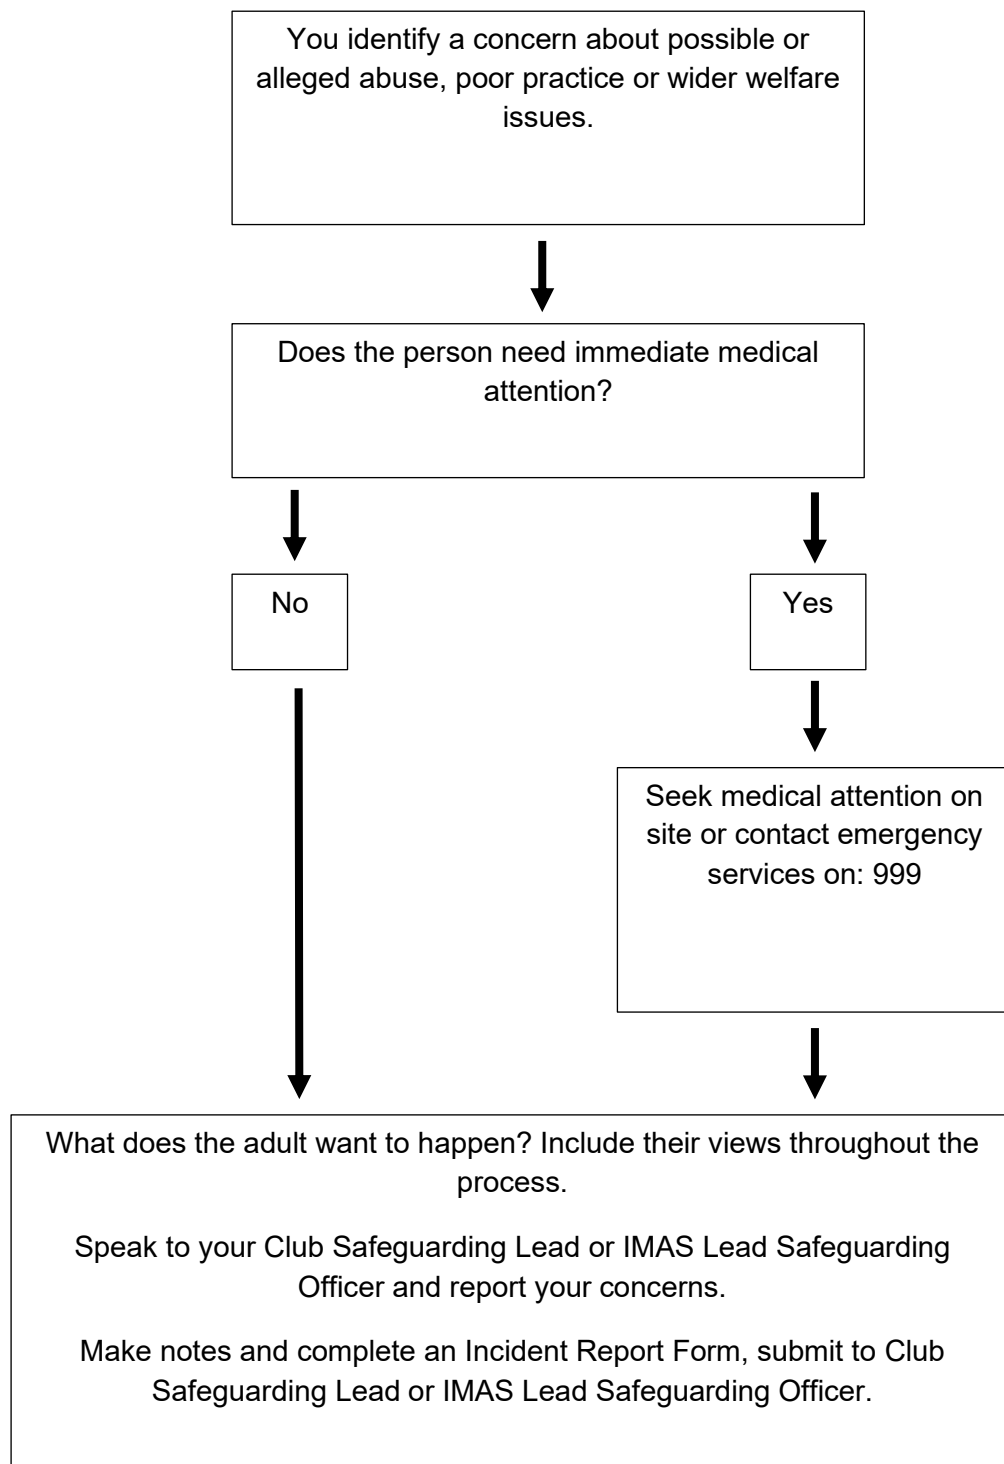 You identify a concern about possible or
alleged abuse, poor practice or wider welfare
issues.
Does the person need immediate medical
attention?
No
Yes
Seek medical attention on
site or contact emergency
services on: 999
What does the adult want to happen? Include their views throughout the
process.
Speak to your Club Safeguarding Lead or IMAS Lead Safeguarding
Officer and report your concerns.
Make notes and complete an Incident Report Form, submit to Club
Safeguarding Lead or IMAS Lead Safeguarding Officer.